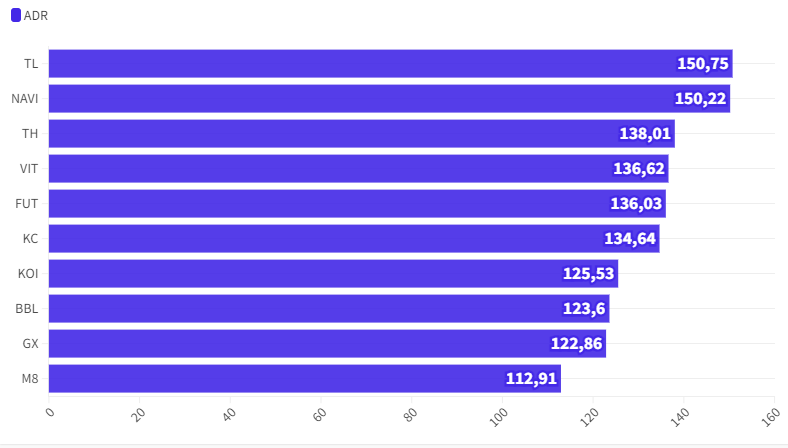 ADR
TL 150,75
NAVI 150,22
TH 138,01
VIT 136,62
FUT 136,03
KC 134,64
KOI 125,53
BBL 123,6
GX 122,86
M8 112,91
0 20 40 60 80 100 120 140 160